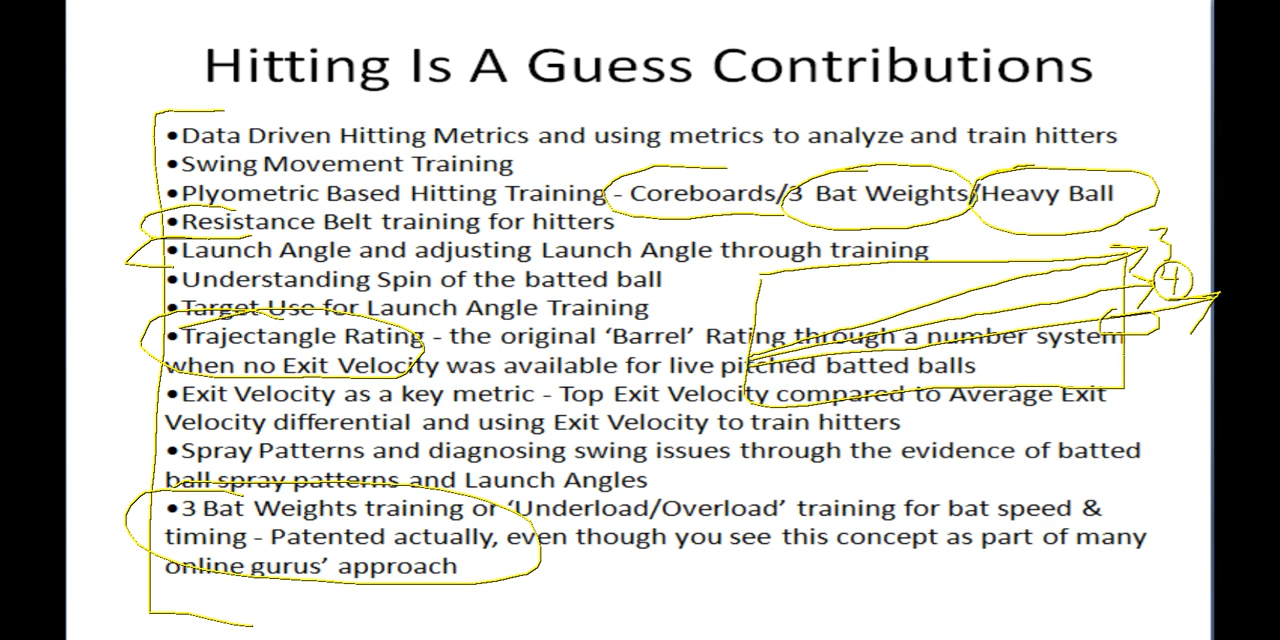 Hitting Is A Guess Contributions
•Data Driven Hitting Metrics and using metrics to analyze and train hitters
•Swing Movement Training
•Plyometric Based Hitting Training - Coreboards/3 Bat Weights/Heavy Ball
•Resistance Belt training for hitters
•Launch Angle and adjusting Launch Angle through training
3
•Understanding Spin of the batted ball
4
•Target Use for Launch Angle Training
•Trajectangle Rating - the original ‘Barrel’ Rating through a number system
when no Exit Velocity was available for live pitched batted balls
•Exit Velocity as a key metric - Top Exit Velocity compared to Average Exit
Velocity differential and using Exit Velocity to train hitters
•Spray Patterns and diagnosing swing issues through the evidence of batted
ball spray patterns and Launch Angles
•3 Bat Weights training or ‘Underload/Overload’ training for bat speed &
timing - Patented actually, even though you see this concept as part of many
online gurus’ approach